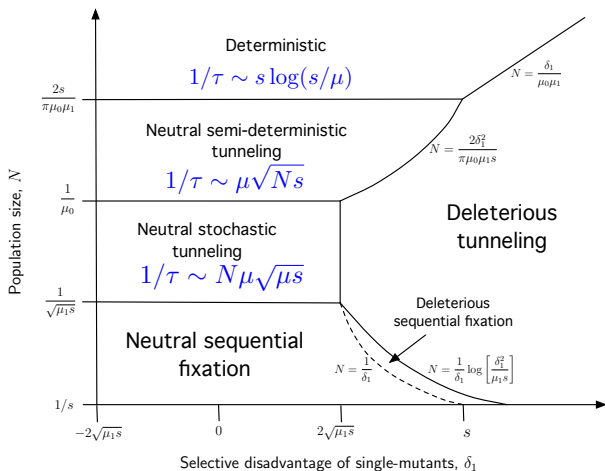 Deterministic
1/τ ∼ s log(s/μ)
N = δ₁/μ₀μ₁
2s/πμ₀μ₁
Neutral semi-deterministic
tunneling
1/τ ∼ μ√Ns
N = 2δ₁²/πμ₀μ₁s
1/μ₀
Population size, N
Deleterious
tunneling
Neutral stochastic
tunneling
1/τ ∼ Nμ√μs
1/√μ₁s
Deleterious
sequential fixation
Neutral sequential
fixation
N = 1/δ₁
N = 1/δ₁ log [δ₁²/μ₁s]
1/s
−2√μ₁s
0
2√μ₁s
s
Selective disadvantage of single-mutants, δ₁